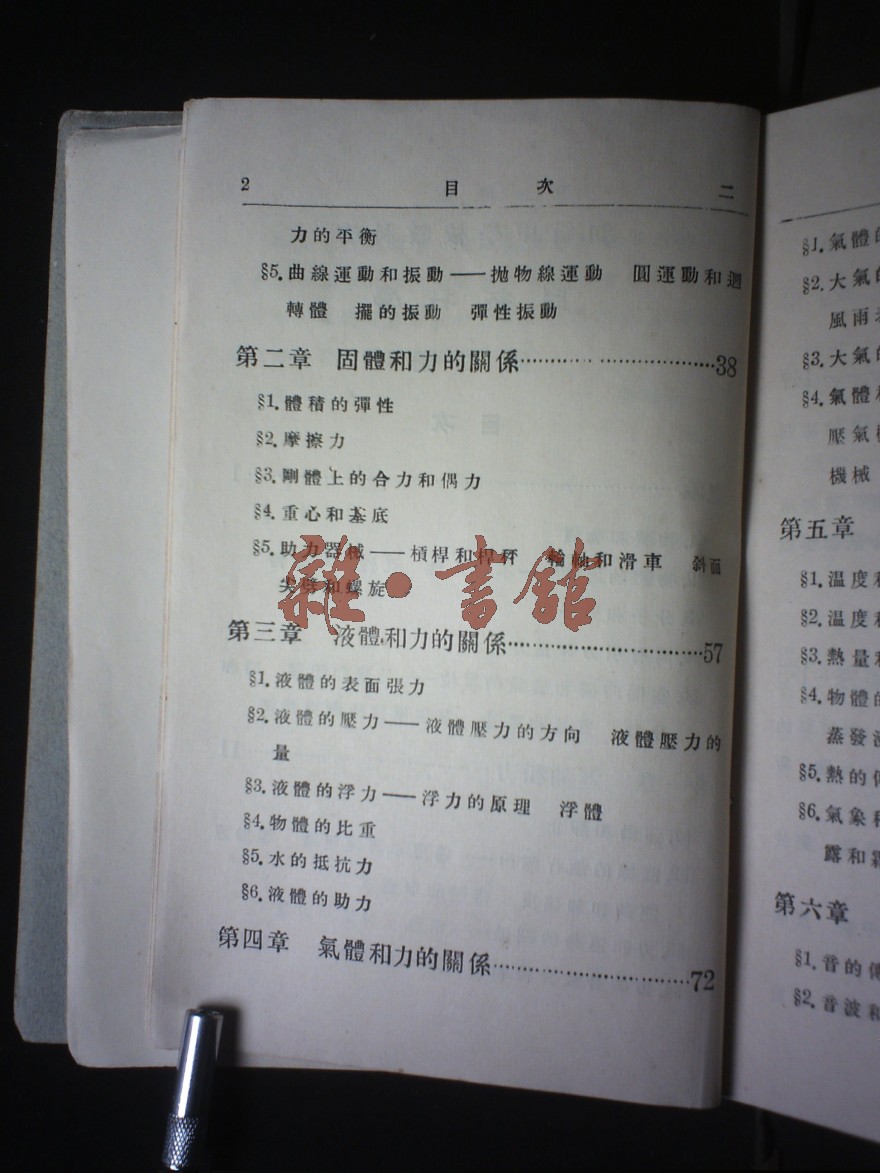 2 目 次 二
力的平衡
§5.曲線運動和振動——拋物線運動 圓運動和迴
轉體 擺的振動 彈性振動
第二章 固體和力的關係……………………38
§1.體積的彈性
§2.摩擦力
§3.剛體上的合力和偶力
§4.重心和基底
§5.助力器械——槓桿和桿秤 輪軸和滑車 斜面
尖劈和螺旋
第三章 液體和力的關係……………………57
§1.液體的表面張力
§2.液體的壓力——液體壓力的方向 液體壓力的
量
§3.液體的浮力——浮力的原理 浮體
§4.物體的比重
§5.水的抵抗力
§6.液體的助力
第四章 氣體和力的關係……………………72
雜·書館
§1.氣體
§2.大氣的
風雨
§3.大氣的
§4.氣體
壓氣
機械
第五章
§1.溫度
§2.溫度
§3.熱量
§4.物體的
蒸發
§5.熱的
§6.氣象
露和霜
第六章
§1.音的傳
§2.音波和